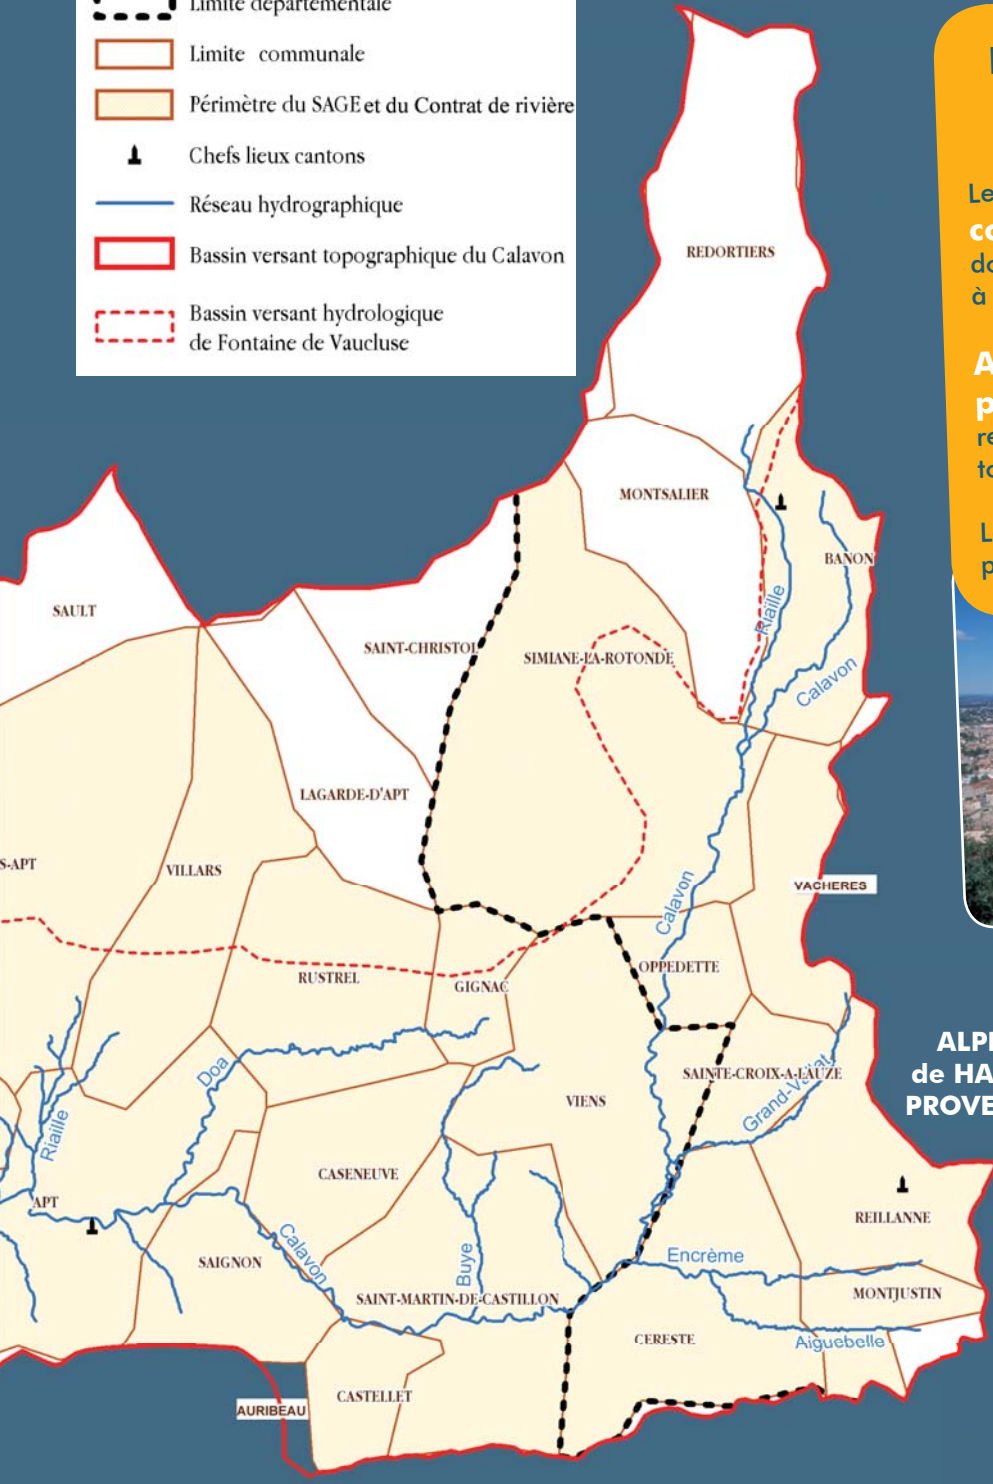 Limite départementale
Limite communale
Périmètre du SAGE et du Contrat de rivière
Chefs lieux cantons
Réseau hydrographique
Bassin versant topographique du Calavon
Bassin versant hydrologique
de Fontaine de Vaucluse
Le
à
REDORTIERS
MONTSALIER
BANON
Riaille
Calavon
SAULT
SAINT-CHRISTOL
SIMIANE-LA-ROTONDE
LAGARDE-D'APT
S-APT
VILLARS
VACHERES
Calavon
OPPEDETTE
RUSTREL
GIGNAC
ALP
de HA
PROVE
Doa
SAINTE-CROIX-A-LAUZE
Grand-Vallat
VIENS
Riaille
CASENEUVE
APT
REILLANNE
SAIGNON
Calavon
Buye
Encrème
SAINT-MARTIN-DE-CASTILLON
MONTJUSTIN
CERESTE
Aiguebelle
CASTELLET
AURIBEAU